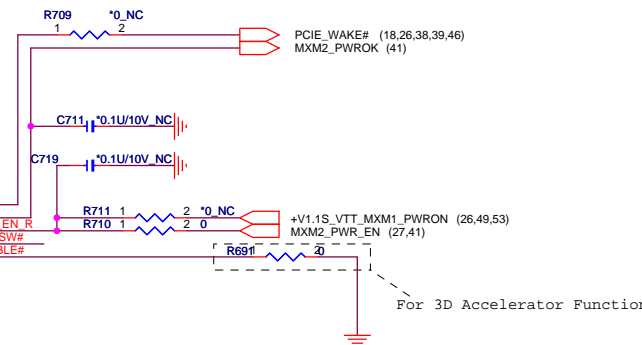 R709 *0_NC
1 2
PCIE_WAKE# (18,26,38,39,46)
MXM2_PWROK (41)
C711 *0.1U/10V_NC
C719 *0.1U/10V_NC
R711 1 2 *0_NC
+V1.1S_VTT_MXM1_PWRON (26,49,53)
EN_R R710 1 2 0
MXM2_PWR_EN (27,41)
SW#
BLE# R691 1 2 0
For 3D Accelerator Function